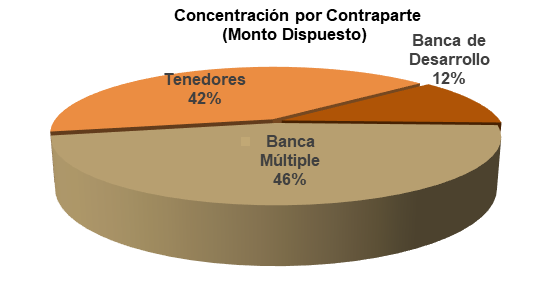 Concentración por Contraparte
(Monto Dispuesto)
Banca de
Desarrollo
12%
Tenedores
42%
Banca
Múltiple
46%